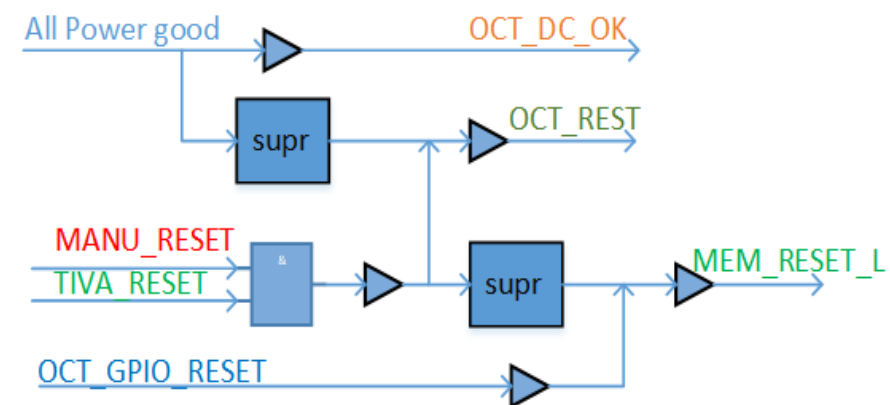 All Power good
OCT_DC_OK
supr
OCT_REST
MANU_RESET
&
TIVA_RESET
supr
MEM_RESET_L
OCT_GPIO_RESET